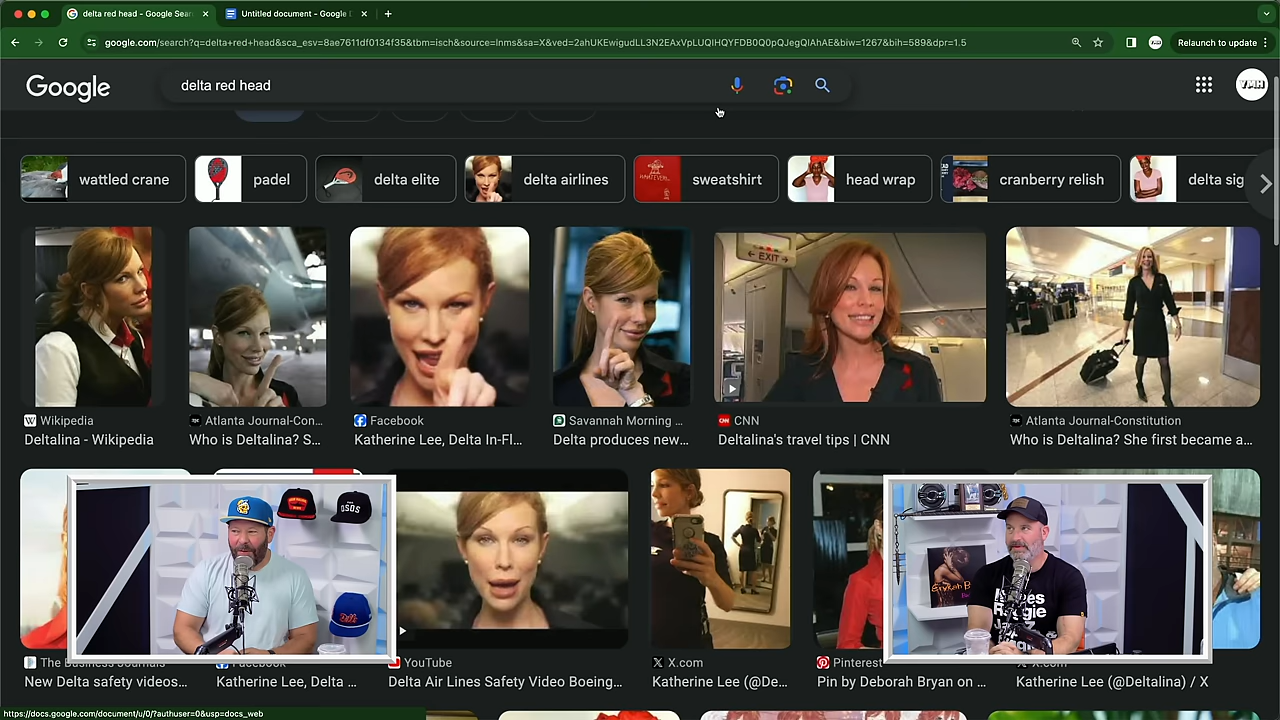 delta red head - Google Sear
Untitled document - Google D
google.com/search?q=delta+red+head&sca_esv=8ae7611df0134f35&tbm=isch&source=lnms&sa=X&ved=2ahUKEwigudLL3N2EAxVpLUQIHQYFDB0Q0pQJegQIAhAE&biw=1267&bih=589&dpr=1.5
Relaunch to update
Google
delta red head
YMH
wattled crane
padel
delta elite
delta airlines
sweatshirt
head wrap
cranberry relish
delta sig
EXIT
Wikipedia
Atlanta Journal-Con...
Facebook
Savannah Morning ...
CNN
Atlanta Journal-Constitution
Deltalina - Wikipedia
Who is Deltalina? S...
Katherine Lee, Delta In-Fl...
Delta produces new...
Deltalina's travel tips | CNN
Who is Deltalina? She first became a...
The Business Journals
Facebook
YouTube
X.com
Pinterest
X.com
New Delta safety videos...
Katherine Lee, Delta ...
Delta Air Lines Safety Video Boeing...
Katherine Lee (@De...
Pin by Deborah Bryan on ...
Katherine Lee (@Deltalina) / X
https://docs.google.com/document/u/0/?authuser=0&usp=docs_web